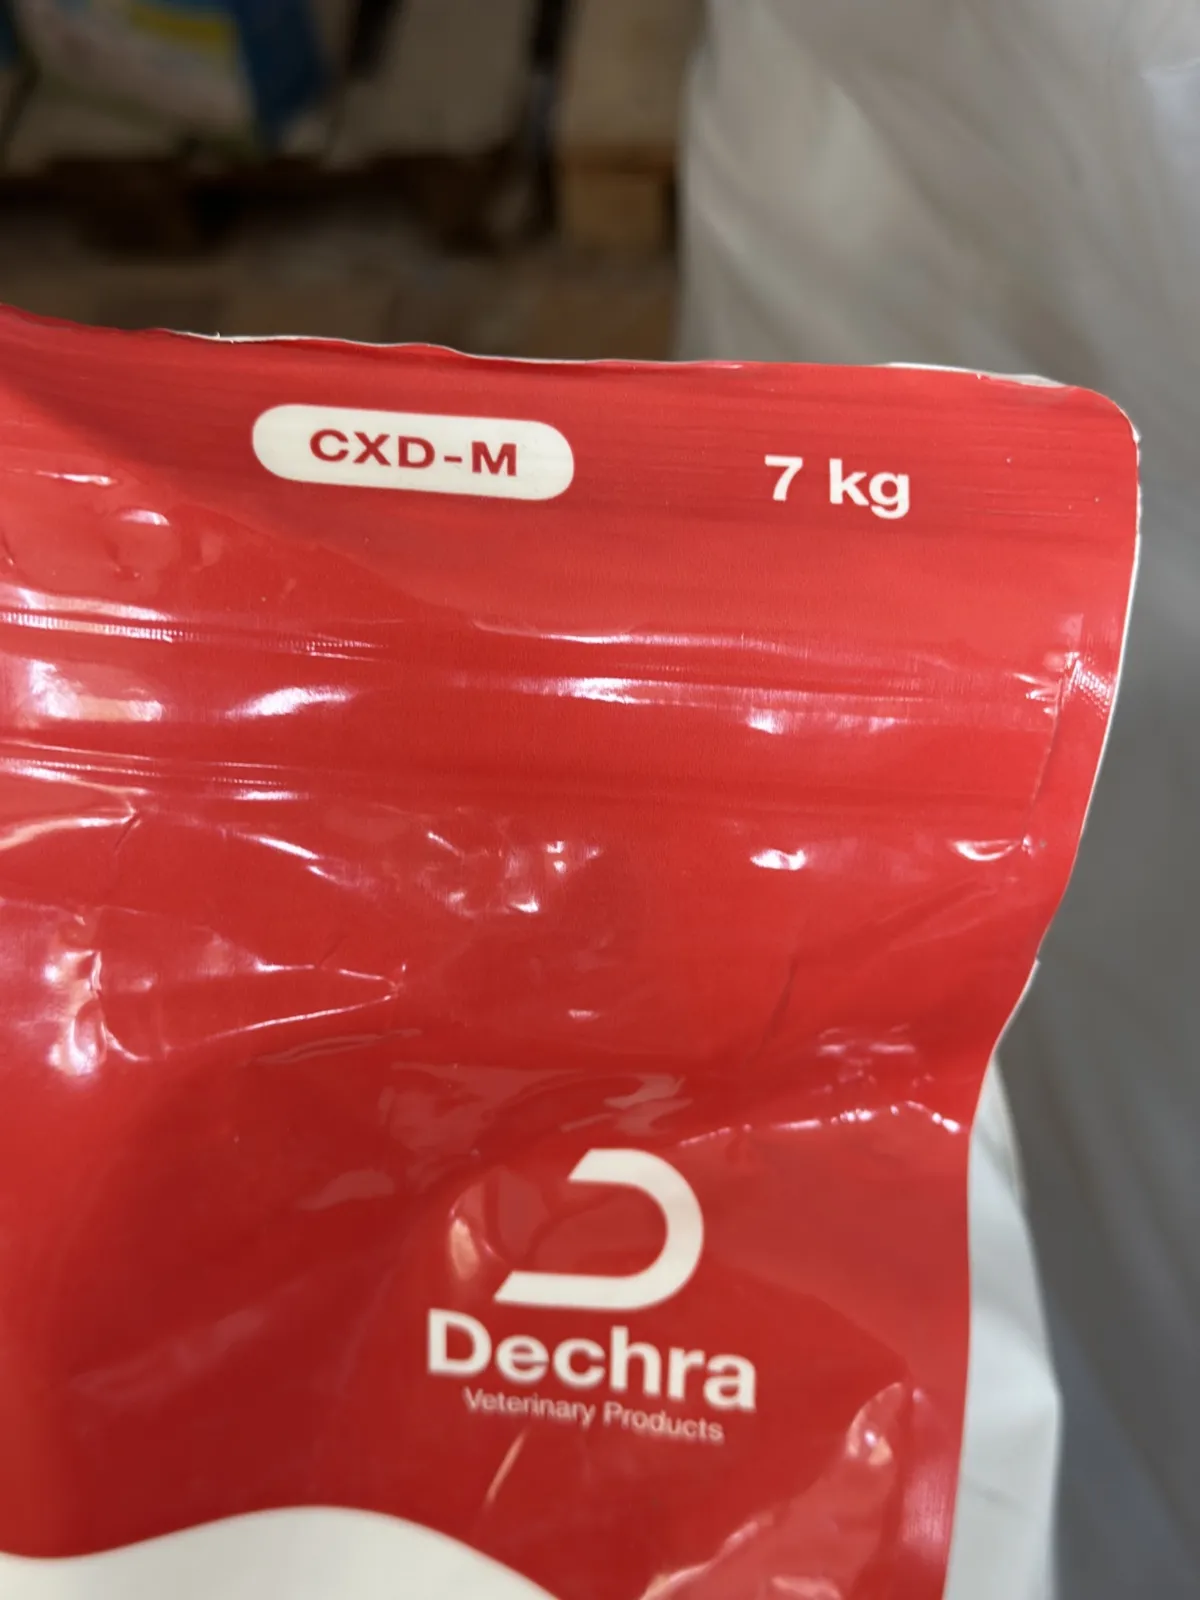 CXD-M 7 kg
Dechra
Veterinary Products